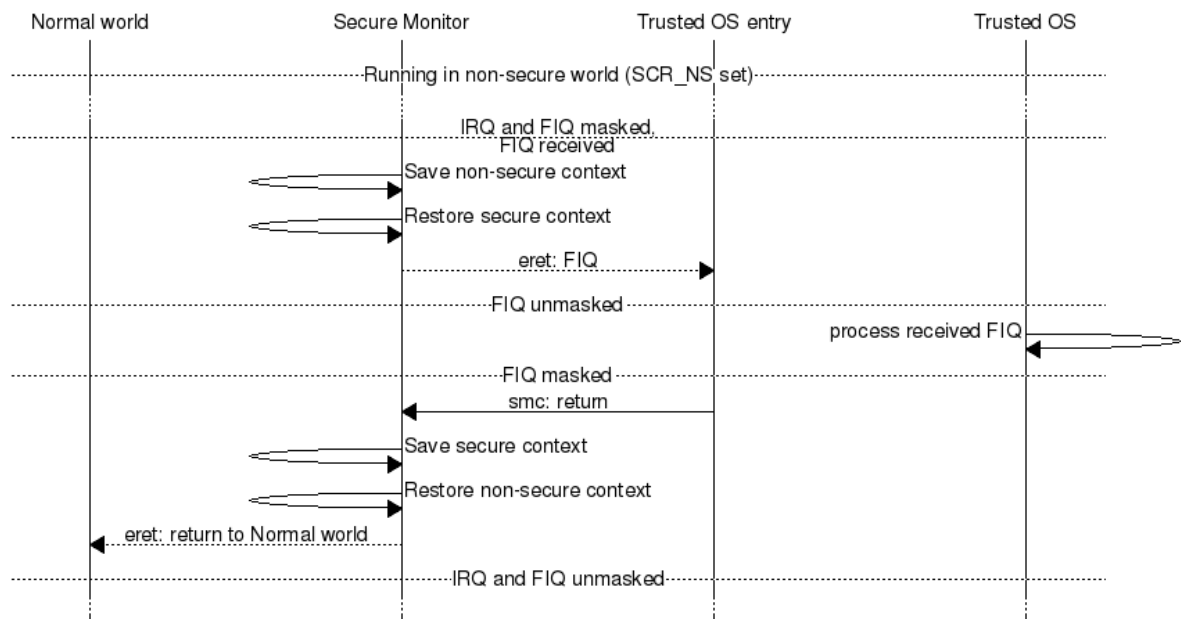 Normal world
Secure Monitor
Trusted OS entry
Trusted OS
Running in non-secure world (SCR_NS set)
IRQ and FIQ masked,
FIQ received
Save non-secure context
Restore secure context
eret: FIQ
FIQ unmasked
process received FIQ
FIQ masked
smc: return
Save secure context
Restore non-secure context
eret: return to Normal world
IRQ and FIQ unmasked